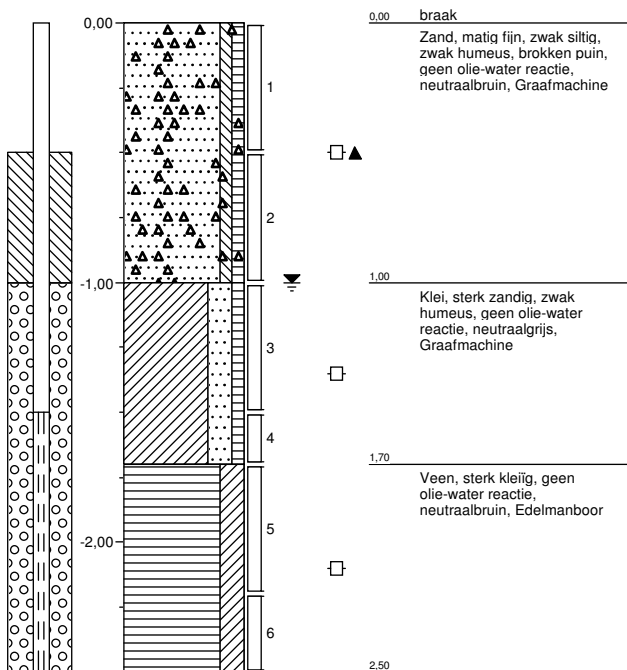 0,00
0,00 braak
Zand, matig fijn, zwak siltig,
zwak humeus, brokken puin,
geen olie-water reactie,
neutraalbruin, Graafmachine
1
2
-1,00
1,00
Klei, sterk zandig, zwak
humeus, geen olie-water
reactie, neutraalgrijs,
Graafmachine
3
4
1,70
Veen, sterk kleiïg, geen
olie-water reactie,
neutraalbruin, Edelmanboor
5
-2,00
6
2,50